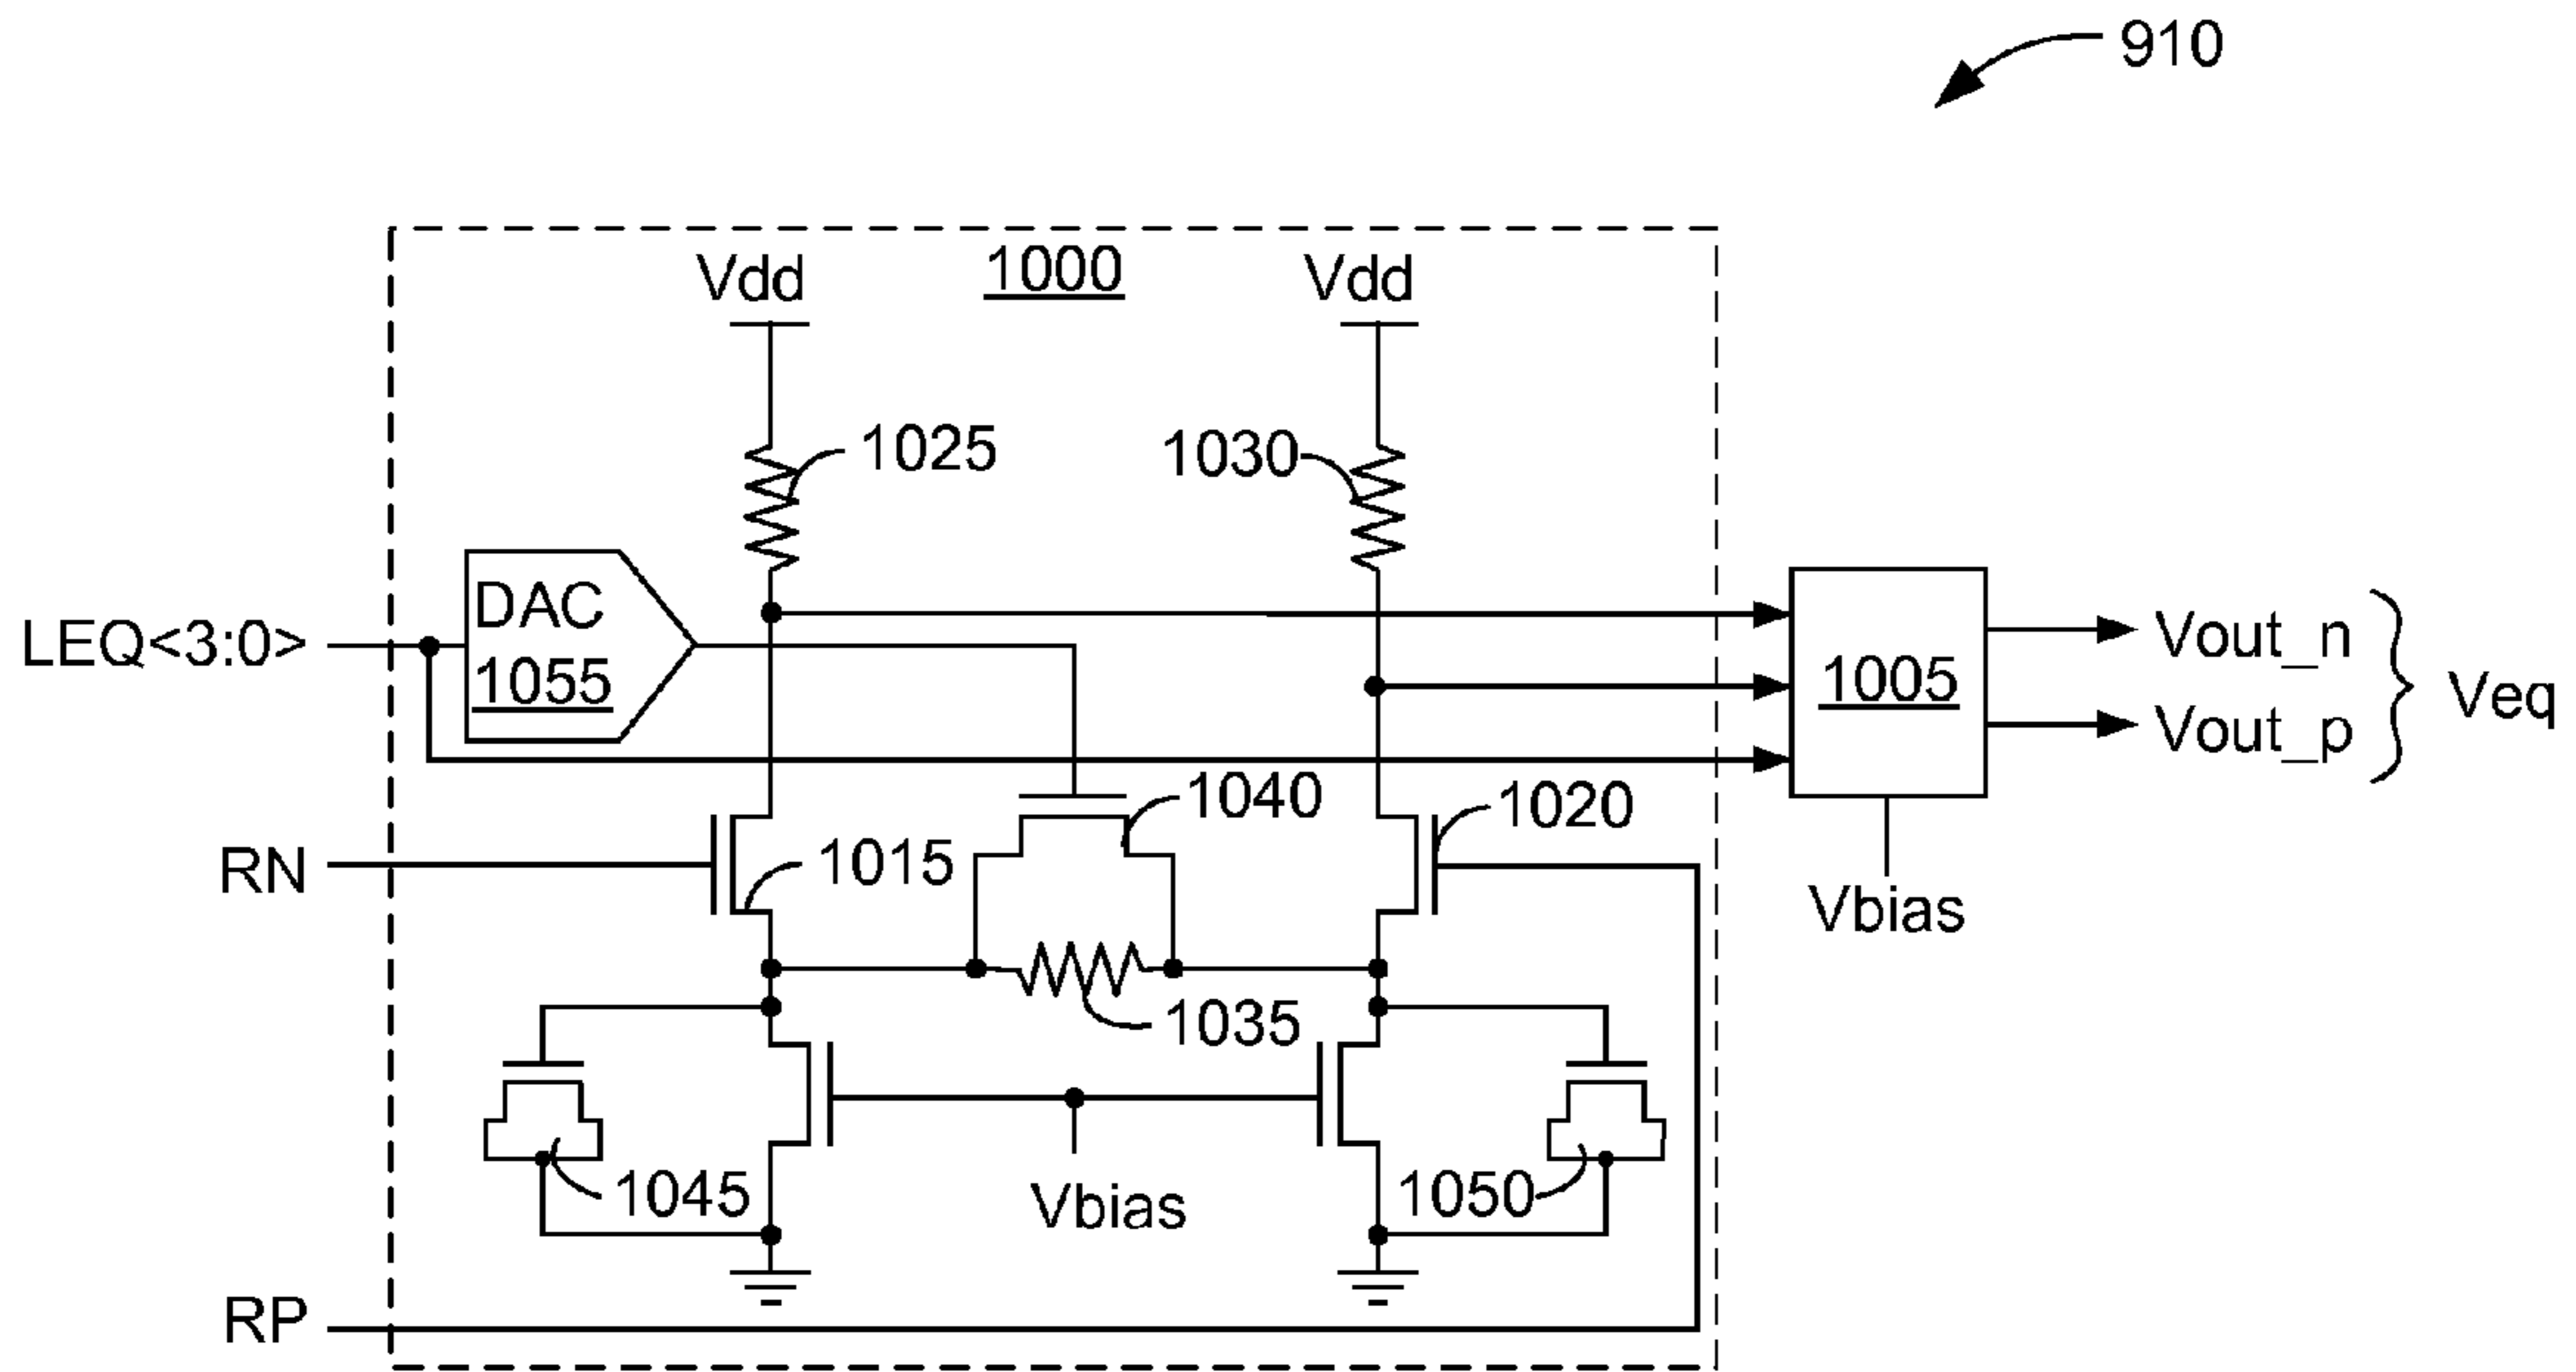 910
Vdd
1000
Vdd
1025
1030
DAC
1055
LEQ<3:0>
1005
Vout_n
Vout_p
Veq
1040
1020
RN
1015
Vbias
1035
1045
Vbias
1050
RP